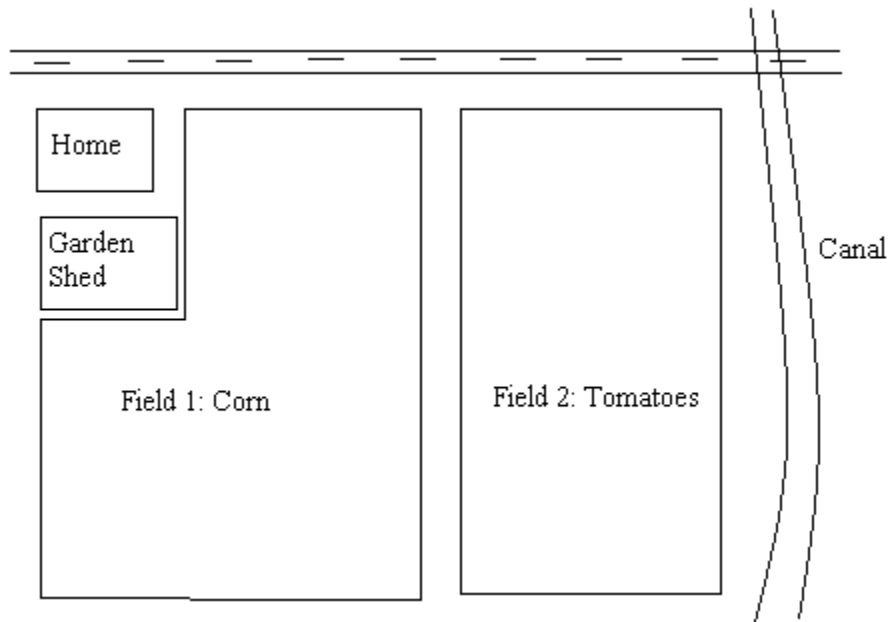 Home
Garden
Shed
Canal
Field 1: Corn
Field 2: Tomatoes